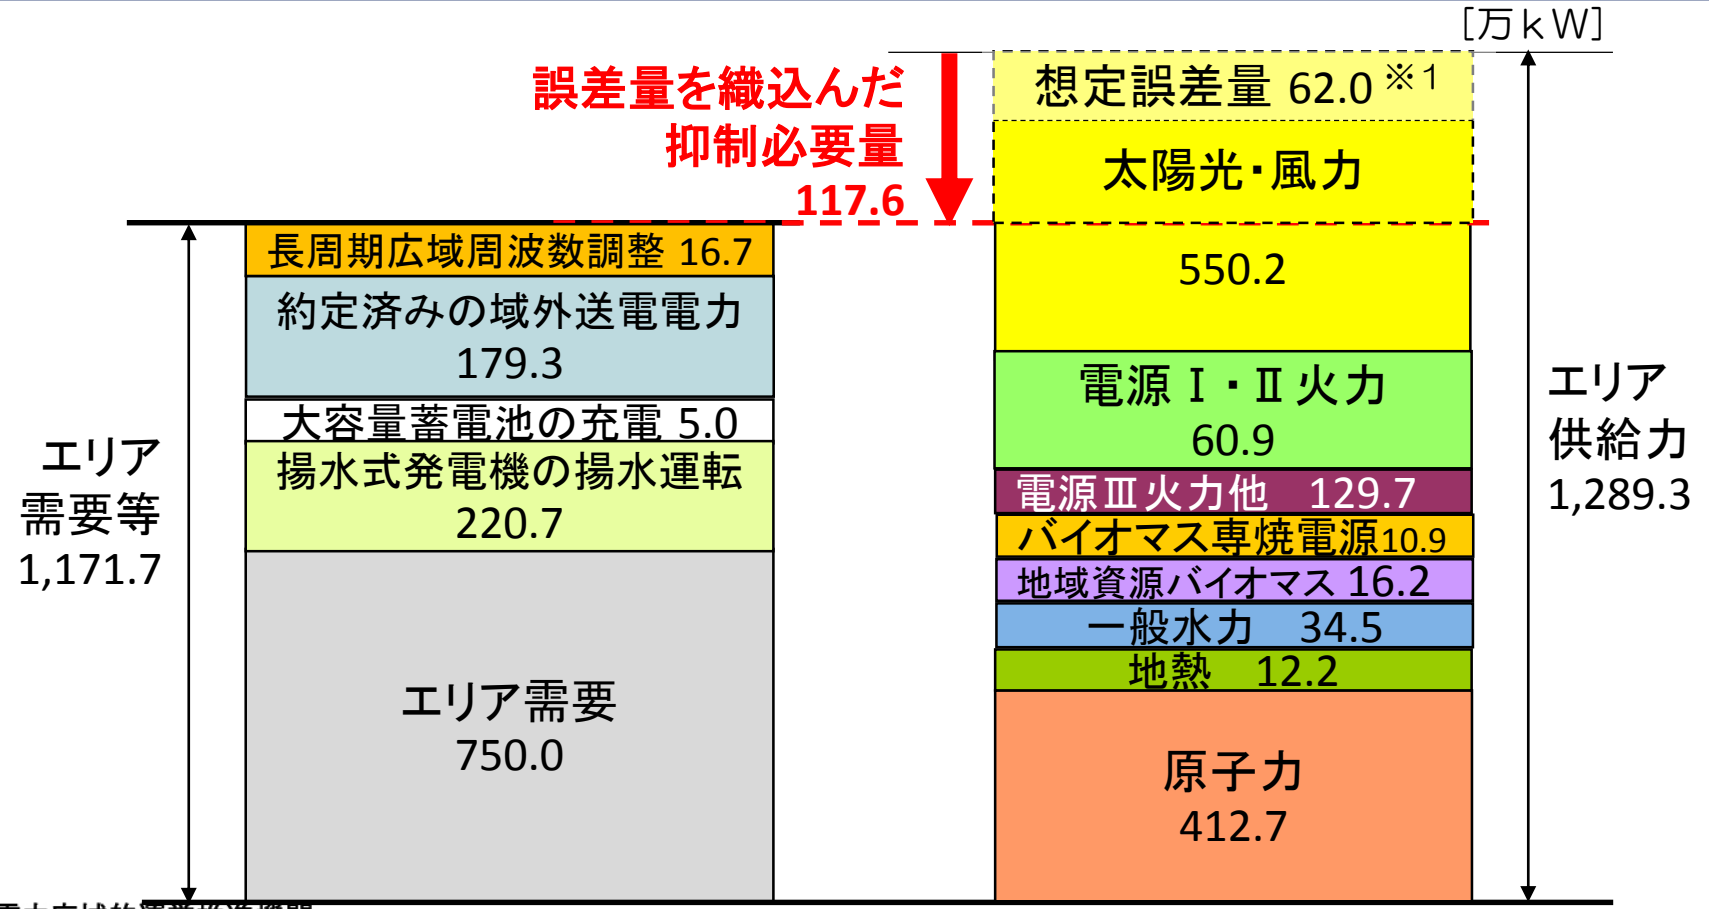 [万kW]
誤差量を織込んだ
抑制必要量
117.6
長周期広域周波数調整 16.7
約定済みの域外送電電力
179.3
大容量蓄電池の充電 5.0
揚水式発電機の揚水運転
220.7
エリア需要
750.0
エリア
需要等
1,171.7
想定誤差量 62.0 ※1
太陽光・風力
550.2
電源Ⅰ・Ⅱ火力
60.9
電源Ⅲ火力他 129.7
バイオマス専焼電源10.9
地域資源バイオマス 16.2
一般水力 34.5
地熱 12.2
原子力
412.7
エリア
供給力
1,289.3